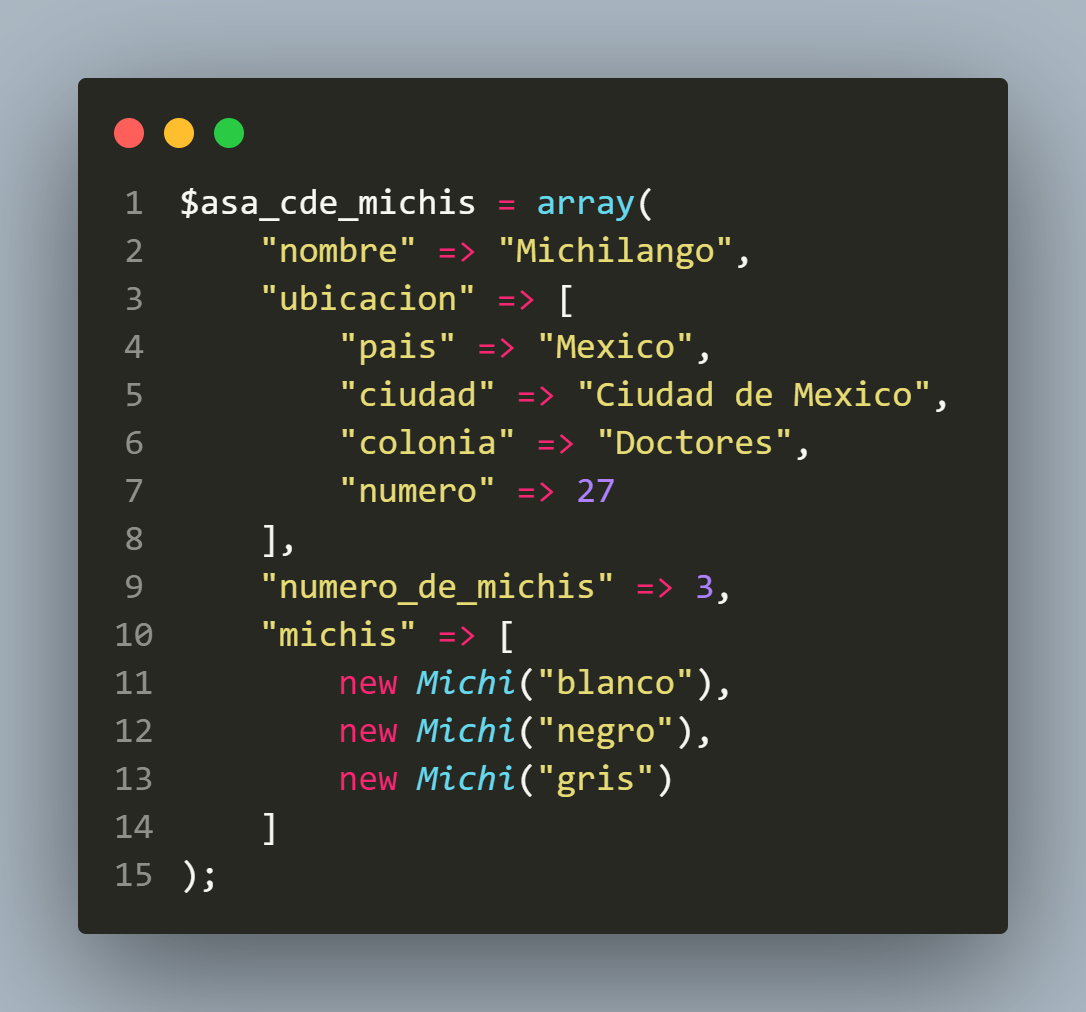 1 $asa_cde_michis = array(
2     "nombre" => "Michilango",
3     "ubicacion" => [
4         "pais" => "Mexico",
5         "ciudad" => "Ciudad de Mexico",
6         "colonia" => "Doctores",
7         "numero" => 27
8     ],
9     "numero_de_michis" => 3,
10     "michis" => [
11         new Michi("blanco"),
12         new Michi("negro"),
13         new Michi("gris")
14     ]
15 );